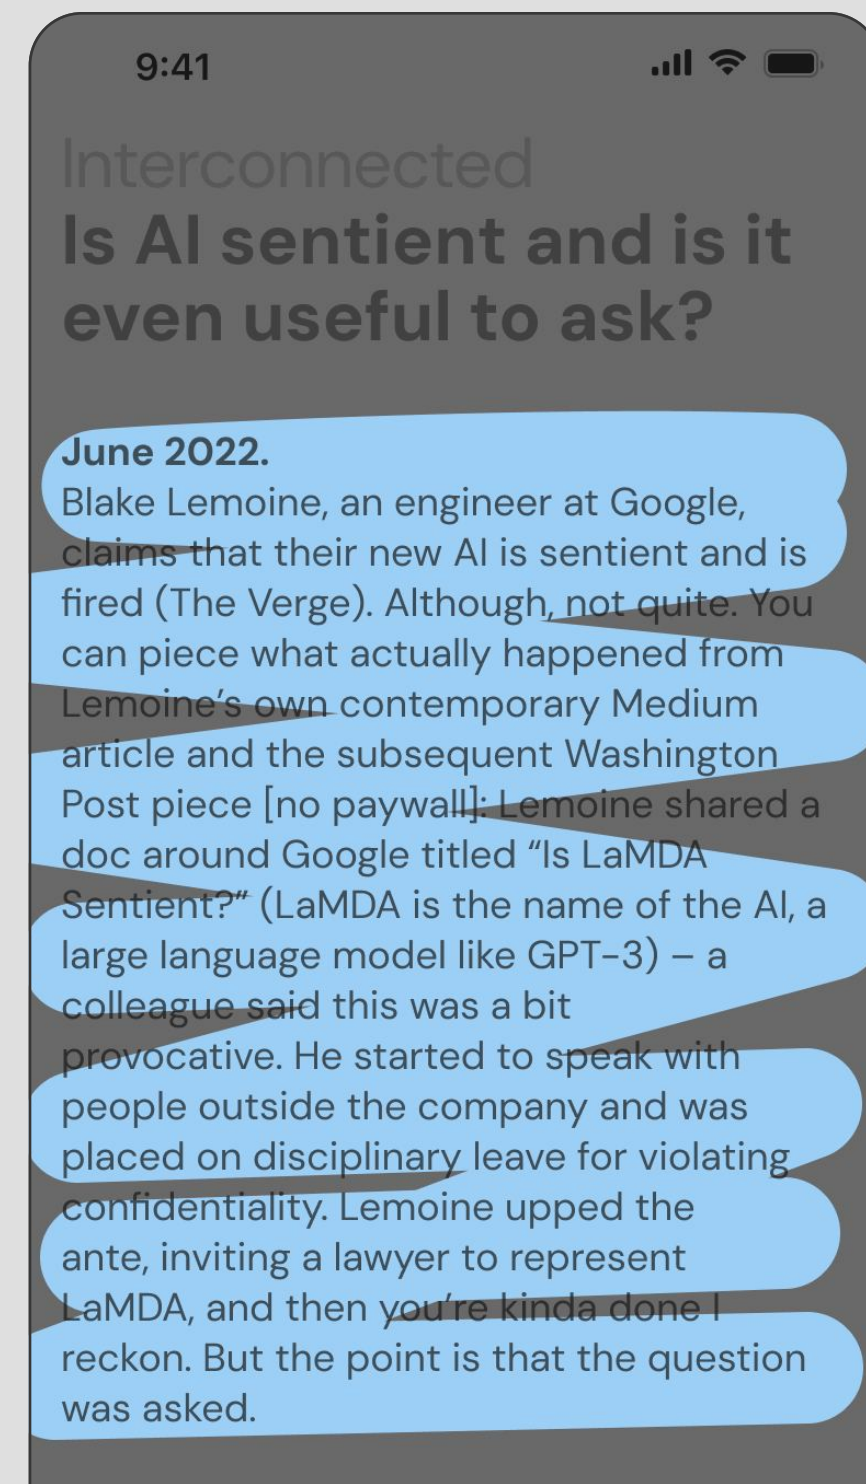 9:41
Interconnected
Is AI sentient and is it
even useful to ask?
June 2022.
Blake Lemoine, an engineer at Google,
claims that their new AI is sentient and is
fired (The Verge). Although, not quite. You
can piece what actually happened from
Lemoine’s own contemporary Medium
article and the subsequent Washington
Post piece [no paywall]: Lemoine shared a
doc around Google titled “Is LaMDA
Sentient?” (LaMDA is the name of the AI, a
large language model like GPT-3) – a
colleague said this was a bit
provocative. He started to speak with
people outside the company and was
placed on disciplinary leave for violating
confidentiality. Lemoine upped the
ante, inviting a lawyer to represent
LaMDA, and then you’re kinda done I
reckon. But the point is that the question
was asked.